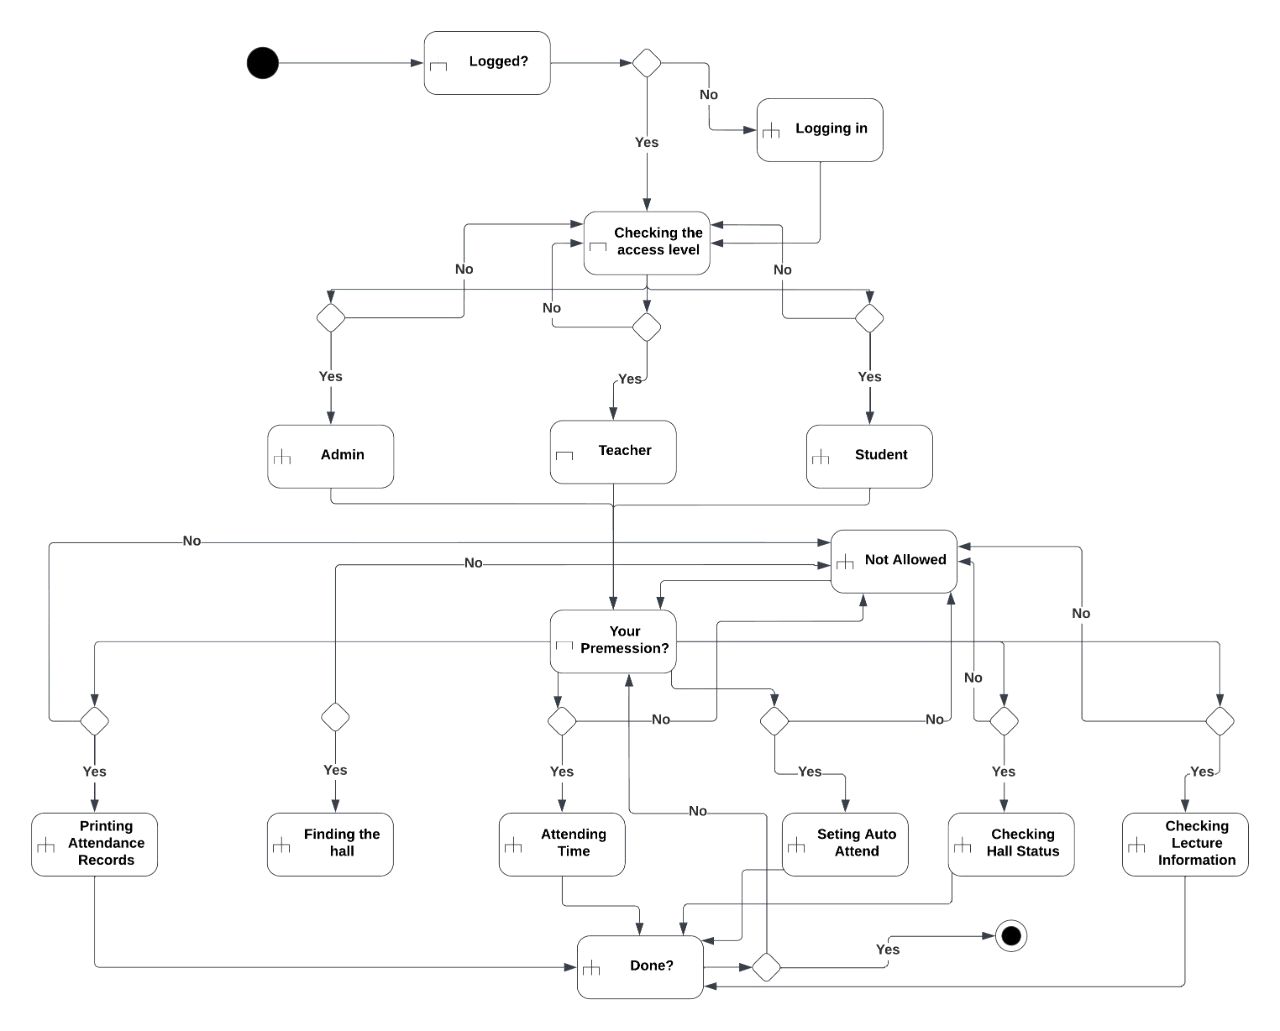 Logged?
No
Logging in
Yes
Checking the
access level
No
No
No
Yes
Yes
Yes
Admin
Teacher
Student
No
No
Not Allowed
No
Your
Premession?
No
No
No
Yes
Yes
Yes
Yes
Yes
Yes
Printing
Attendance
Records
Finding the
hall
Attending
Time
No
Seting Auto
Attend
Checking
Hall Status
Checking
Lecture
Information
Done?
Yes